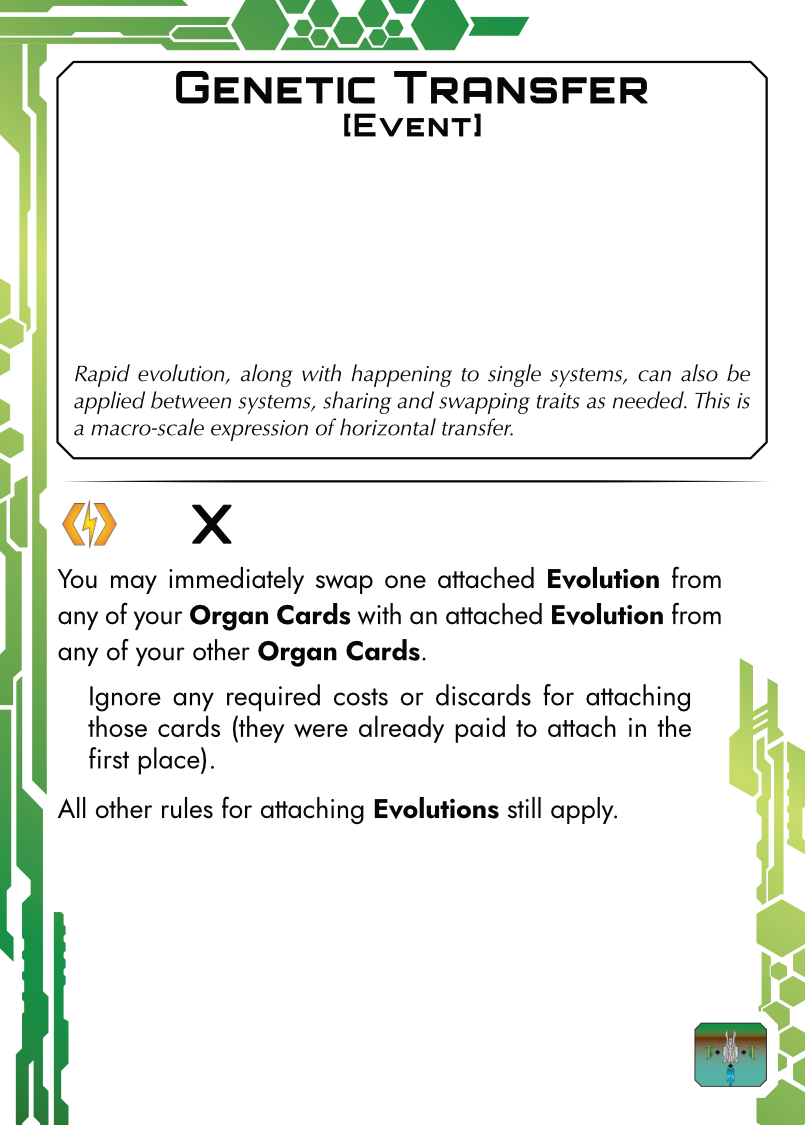 Genetic Transfer
[Event]
Rapid evolution, along with happening to single systems, can also be
applied between systems, sharing and swapping traits as needed. This is
a macro-scale expression of horizontal transfer.
X
You may immediately swap one attached Evolution from
any of your Organ Cards with an attached Evolution from
any of your other Organ Cards.
Ignore any required costs or discards for attaching
those cards (they were already paid to attach in the
first place).
All other rules for attaching Evolutions still apply.